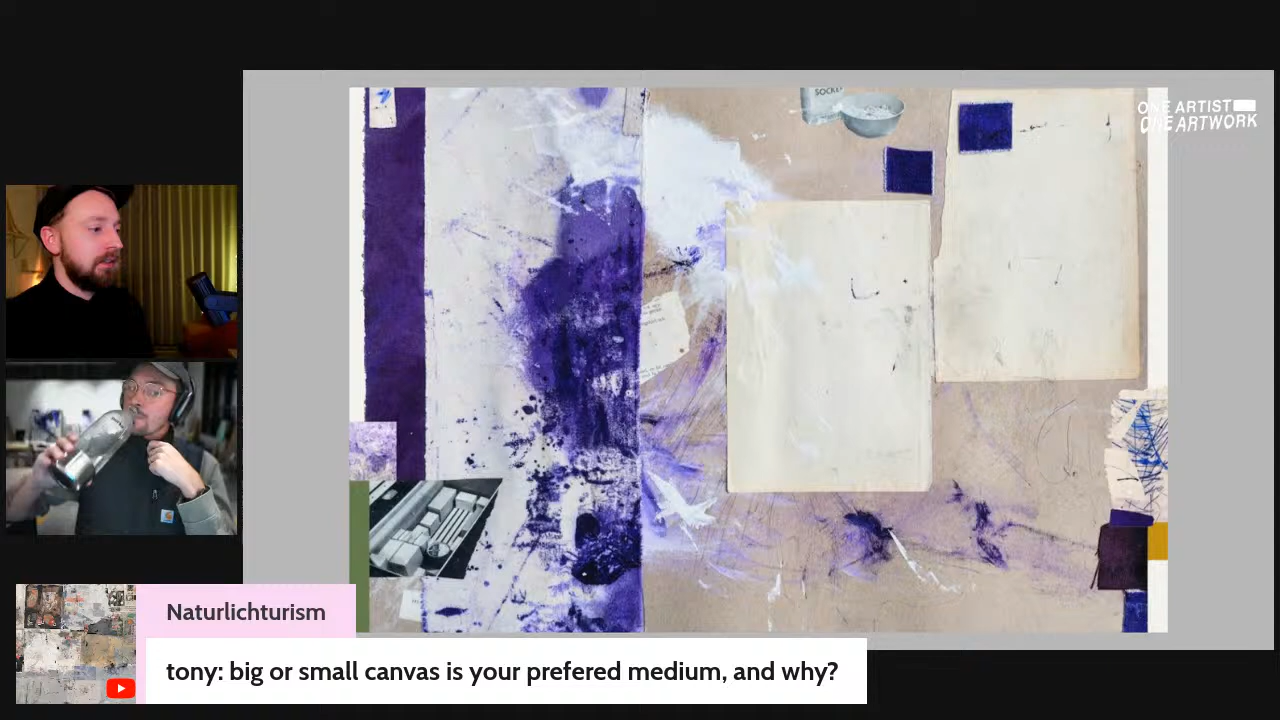 SOCKE
ONE ARTIST
ONE ARTWORK
Naturlichturism
tony: big or small canvas is your prefered medium, and why?